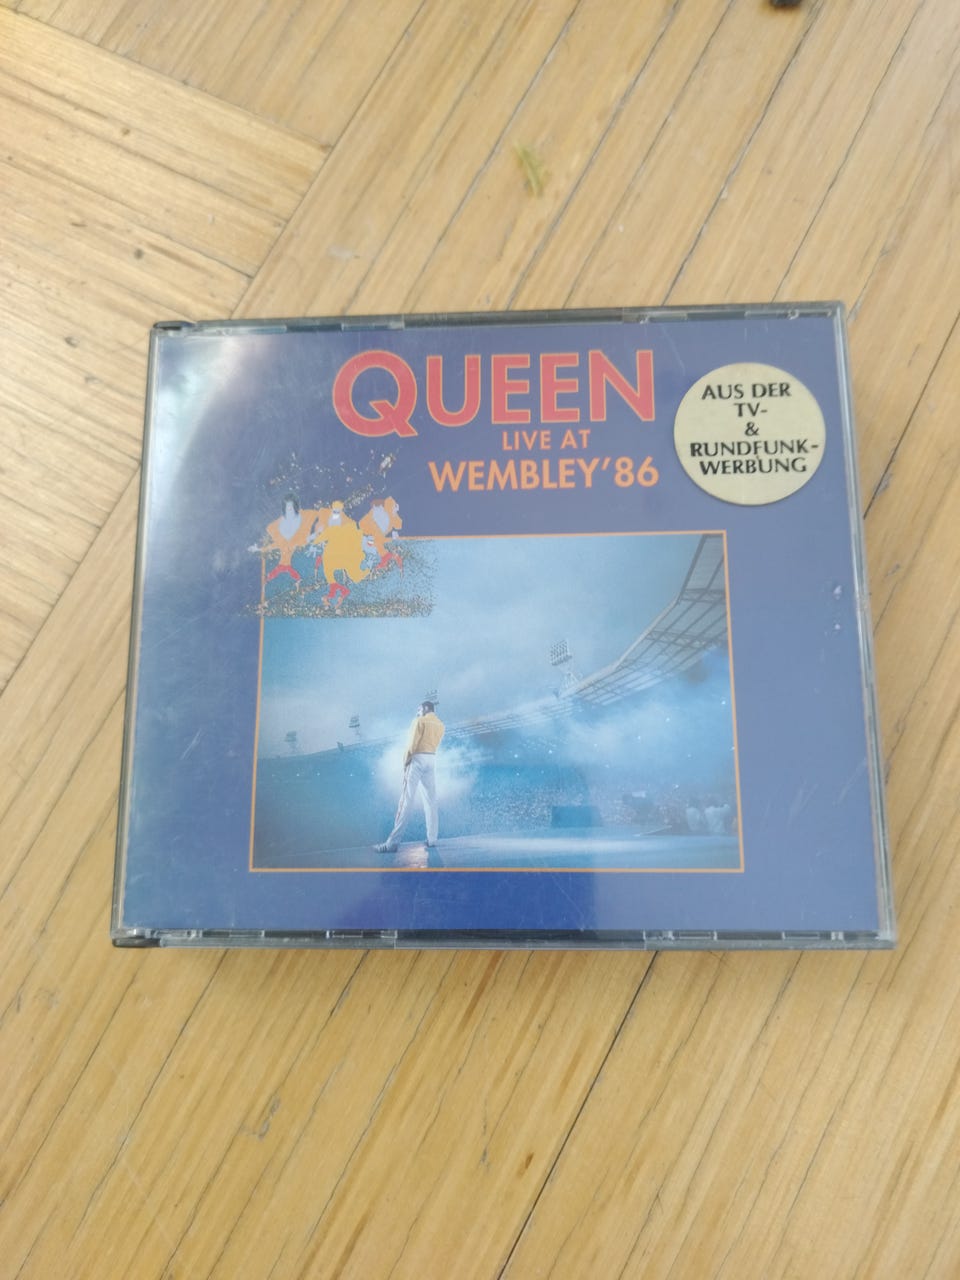 QUEEN
LIVE AT
WEMBLEY'86
AUS DER
TV-
&
RUNDFUNK-
WERBUNG